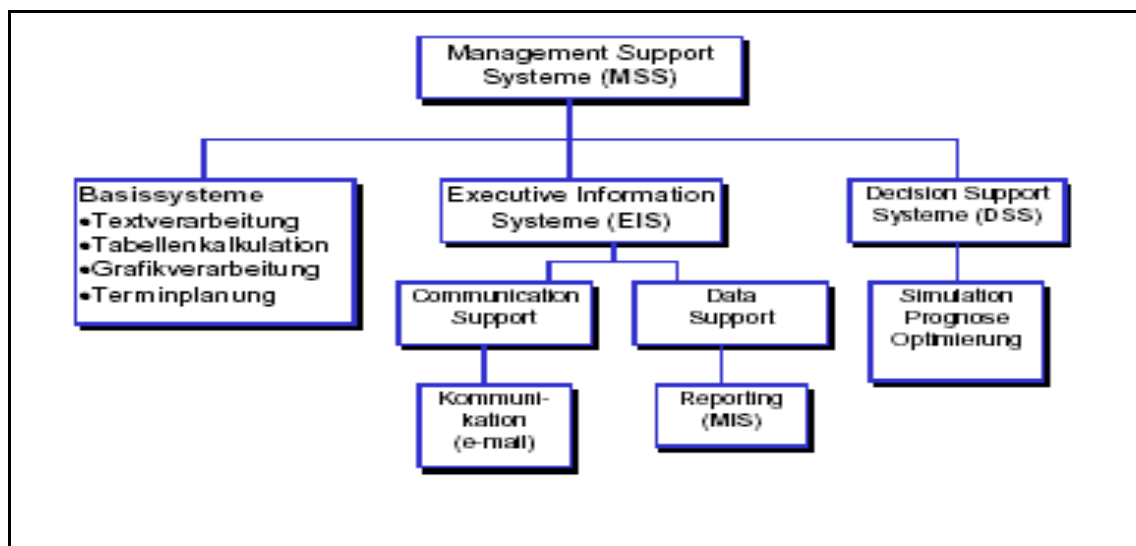 Management Support
Systeme (MSS)
Basissysteme
•Textverarbeitung
•Tabellenkalkulation
•Grafikverarbeitung
•Terminplanung
Executive Information
Systeme (EIS)
Decision Support
Systeme (DSS)
Communication
Support
Data
Support
Simulation
Prognose
Optimierung
Kommuni-
kation
(e-mail)
Reporting
(MIS)